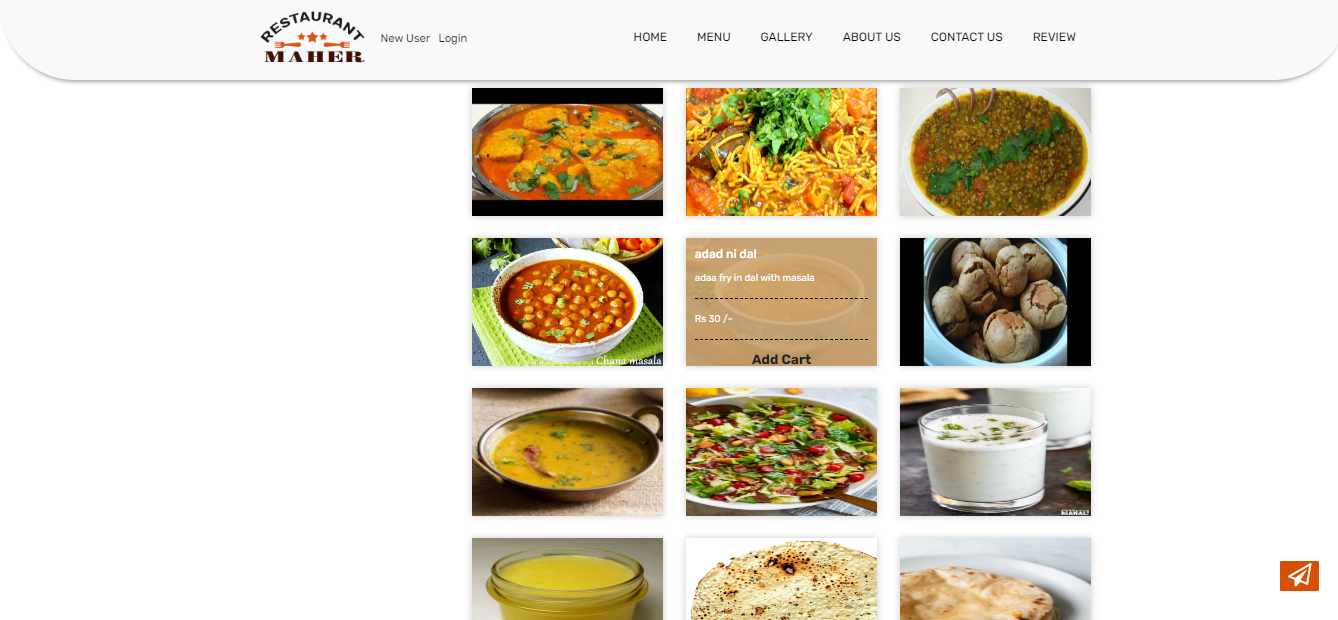 RESTAURANT
MAHER
New User Login
HOME MENU GALLERY ABOUT US CONTACT US REVIEW
Chana masala
adad ni dal
adaa fry in dal with masala
Rs 30 /-
Add Cart